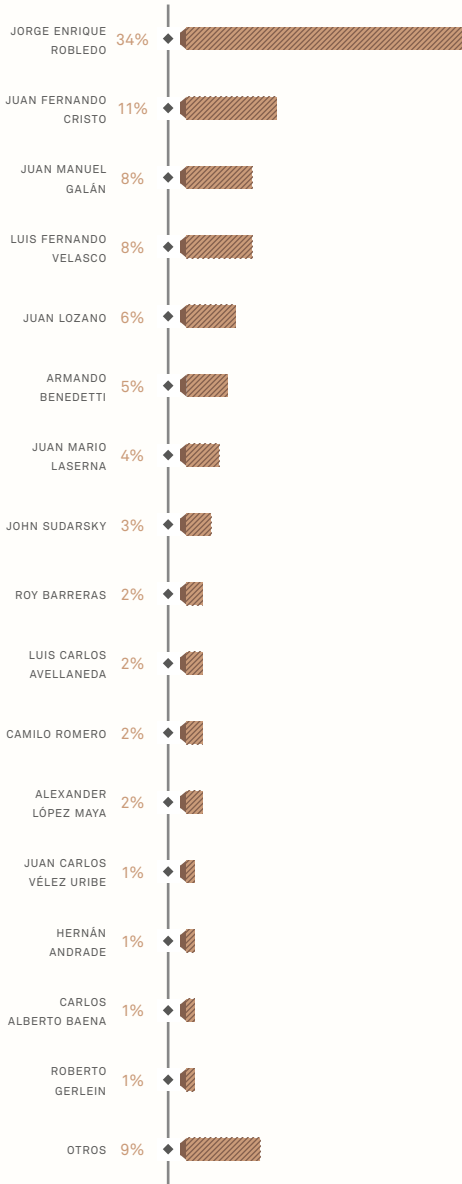 JORGE ENRIQUE
ROBLEDO
34%
JUAN FERNANDO
CRISTO
11%
JUAN MANUEL
GALÁN
8%
LUIS FERNANDO
VELASCO
8%
JUAN LOZANO
6%
ARMANDO
BENEDETTI
5%
JUAN MARIO
LASERNA
4%
JOHN SUDARSKY
3%
ROY BARRERAS
2%
LUIS CARLOS
AVELLANEDA
2%
CAMILO ROMERO
2%
ALEXANDER
LÓPEZ MAYA
2%
JUAN CARLOS
VÉLEZ URIBE
1%
HERNÁN
ANDRADE
1%
CARLOS
ALBERTO BAENA
1%
ROBERTO
GERLEIN
1%
OTROS
9%